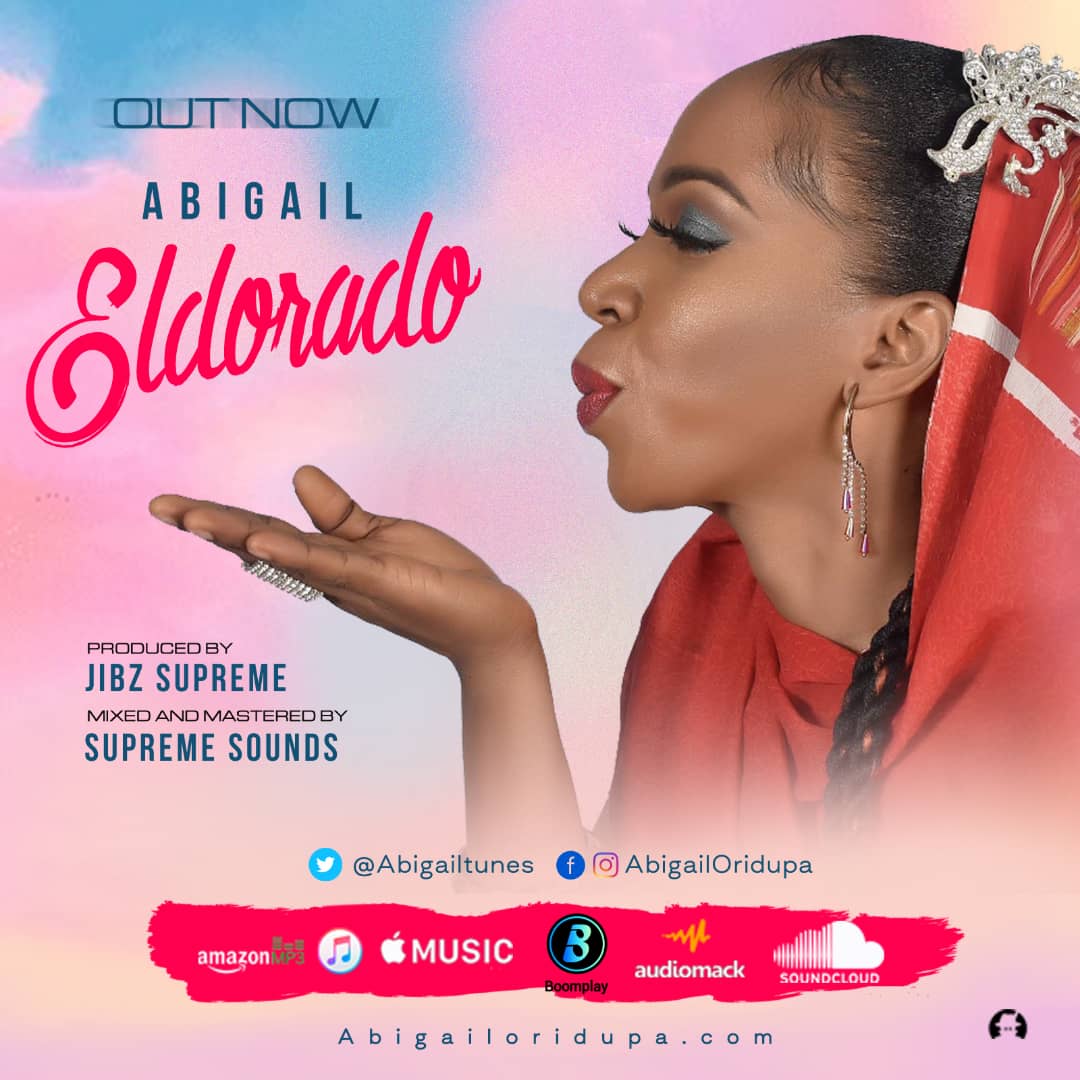 OUT NOW
ABIGAIL
Eldorado
PRODUCED BY
JIBZ SUPREME
MIXED AND MASTERED BY
SUPREME SOUNDS
@Abigailtunes AbigailOridupa
amazonMP3 MUSIC Boomplay audiomack SOUNDCLOUD
Abigailoridupa.com